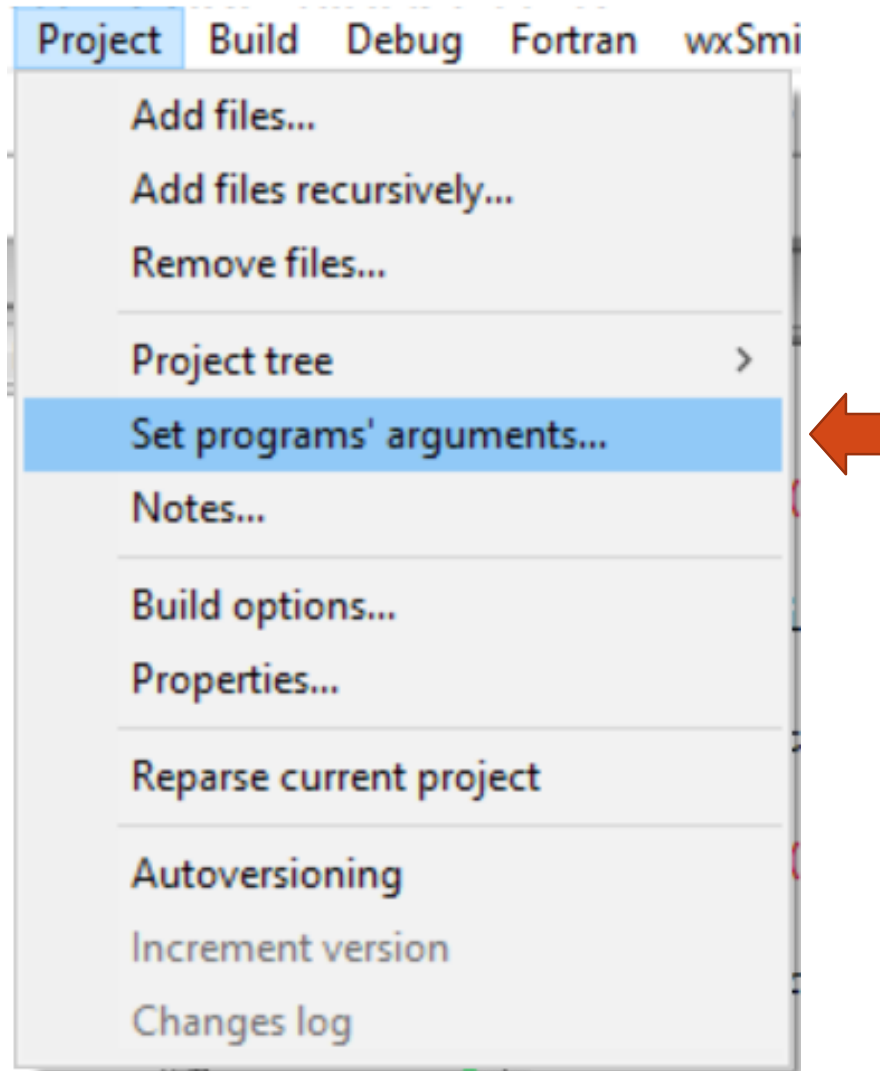 Project Build Debug Fortran wxSmi
Add files...
Add files recursively...
Remove files...
Project tree
Set programs' arguments...
Notes...
Build options...
Properties...
Reparse current project
Autoversioning
Increment version
Changes log